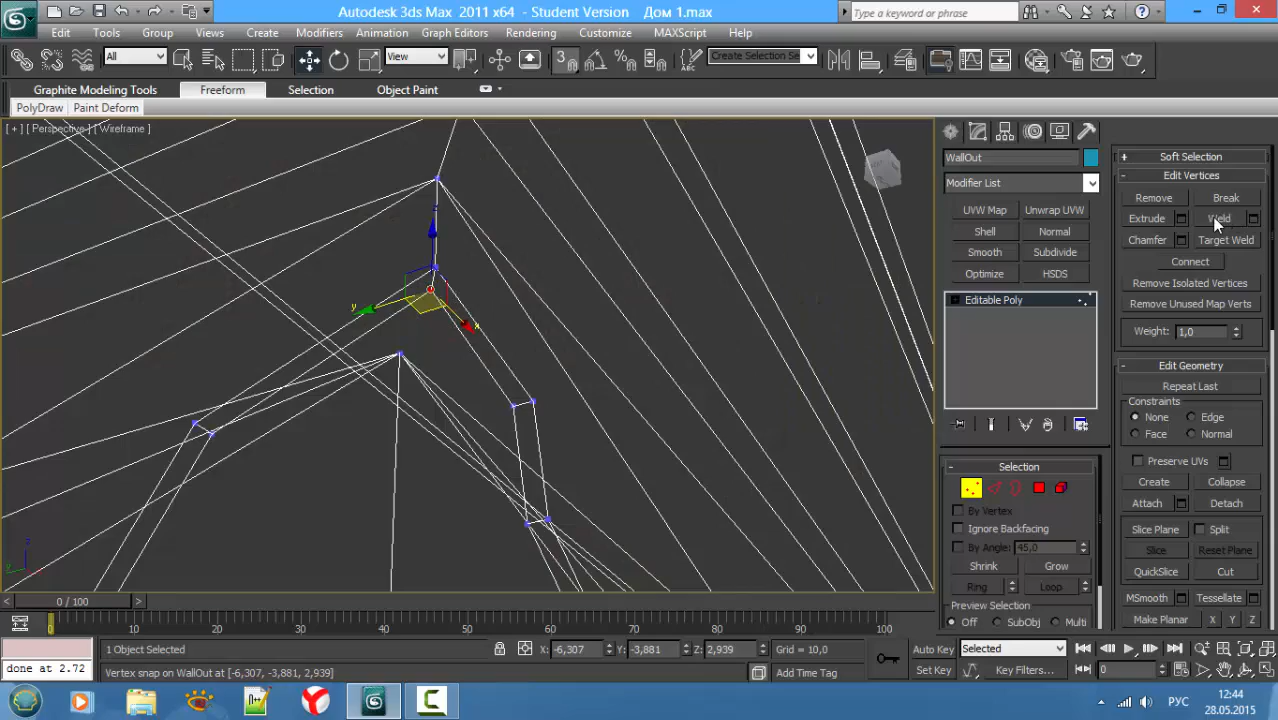 Autodesk 3ds Max 2011 x64 - Student Version Дом 1.max
Type a keyword or phrase
Edit Tools Group Views Create Modifiers Animation Graph Editors Rendering Customize MAXScript Help
All View 3 Create Selection Se
Graphite Modeling Tools Freeform Selection Object Paint
PolyDraw Paint Deform
[ + ] [ Perspective ] [ Wireframe ]
z
y
x
z
y
WallOut
Modifier List
UVW Map Unwrap UVW
Shell Normal
Smooth Subdivide
Optimize HSDS
Editable Poly
- Selection
By Vertex
Ignore Backfacing
By Angle: 45,0
Shrink Grow
Ring Loop
Preview Selection
Off SubObj Multi
+ Soft Selection
- Edit Vertices
Remove Break
Extrude Weld
Chamfer Target Weld
Connect
Remove Isolated Vertices
Remove Unused Map Verts
Weight: 1,0
- Edit Geometry
Repeat Last
Constraints
None Edge
Face Normal
Preserve UVs
Create Collapse
Attach Detach
Slice Plane Split
Slice Reset Plane
QuickSlice Cut
MSmooth Tessellate
Make Planar X Y Z
< 0 / 100 >
0 10 20 30 40 50 60 70 80 90 100
1 Object Selected X: -6,307 Y: -3,881 Z: 2,939 Grid = 10,0 Auto Key Selected
done at 2.72 Vertex snap on WallOut at [-6,307, -3,881, 2,939] Add Time Tag Set Key Key Filters... 0
РУС
12:44
28.05.2015